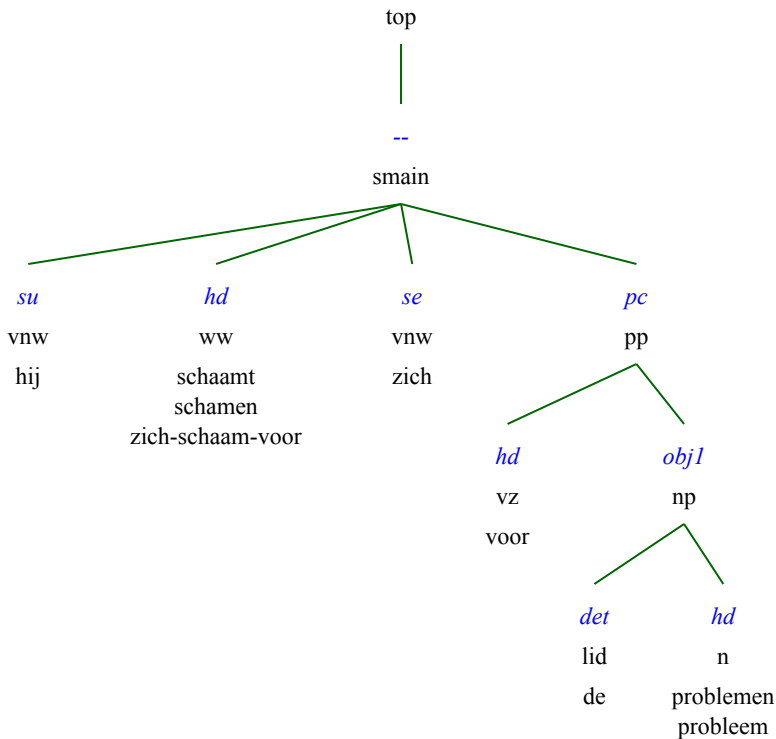 top
--
smain
su hd se pc
vnw ww vnw pp
hij schaamt zich
schamen
zich-schaam-voor
hd obj1
vz np
voor
det hd
lid n
de problemen
probleem